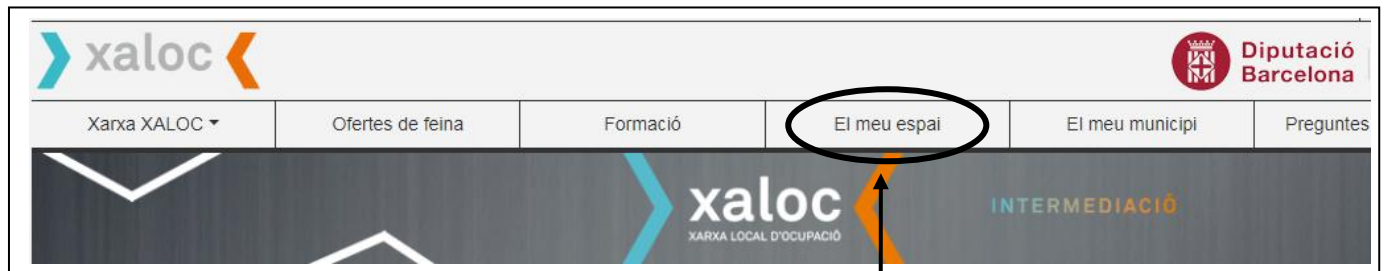 xaloc
Diputació
Barcelona
Xarxa XALOC Ofertes de feina Formació El meu espai El meu municipi Preguntes
xaloc
XARXA LOCAL D'OCUPACIÓ
INTERMEDIACIÓ